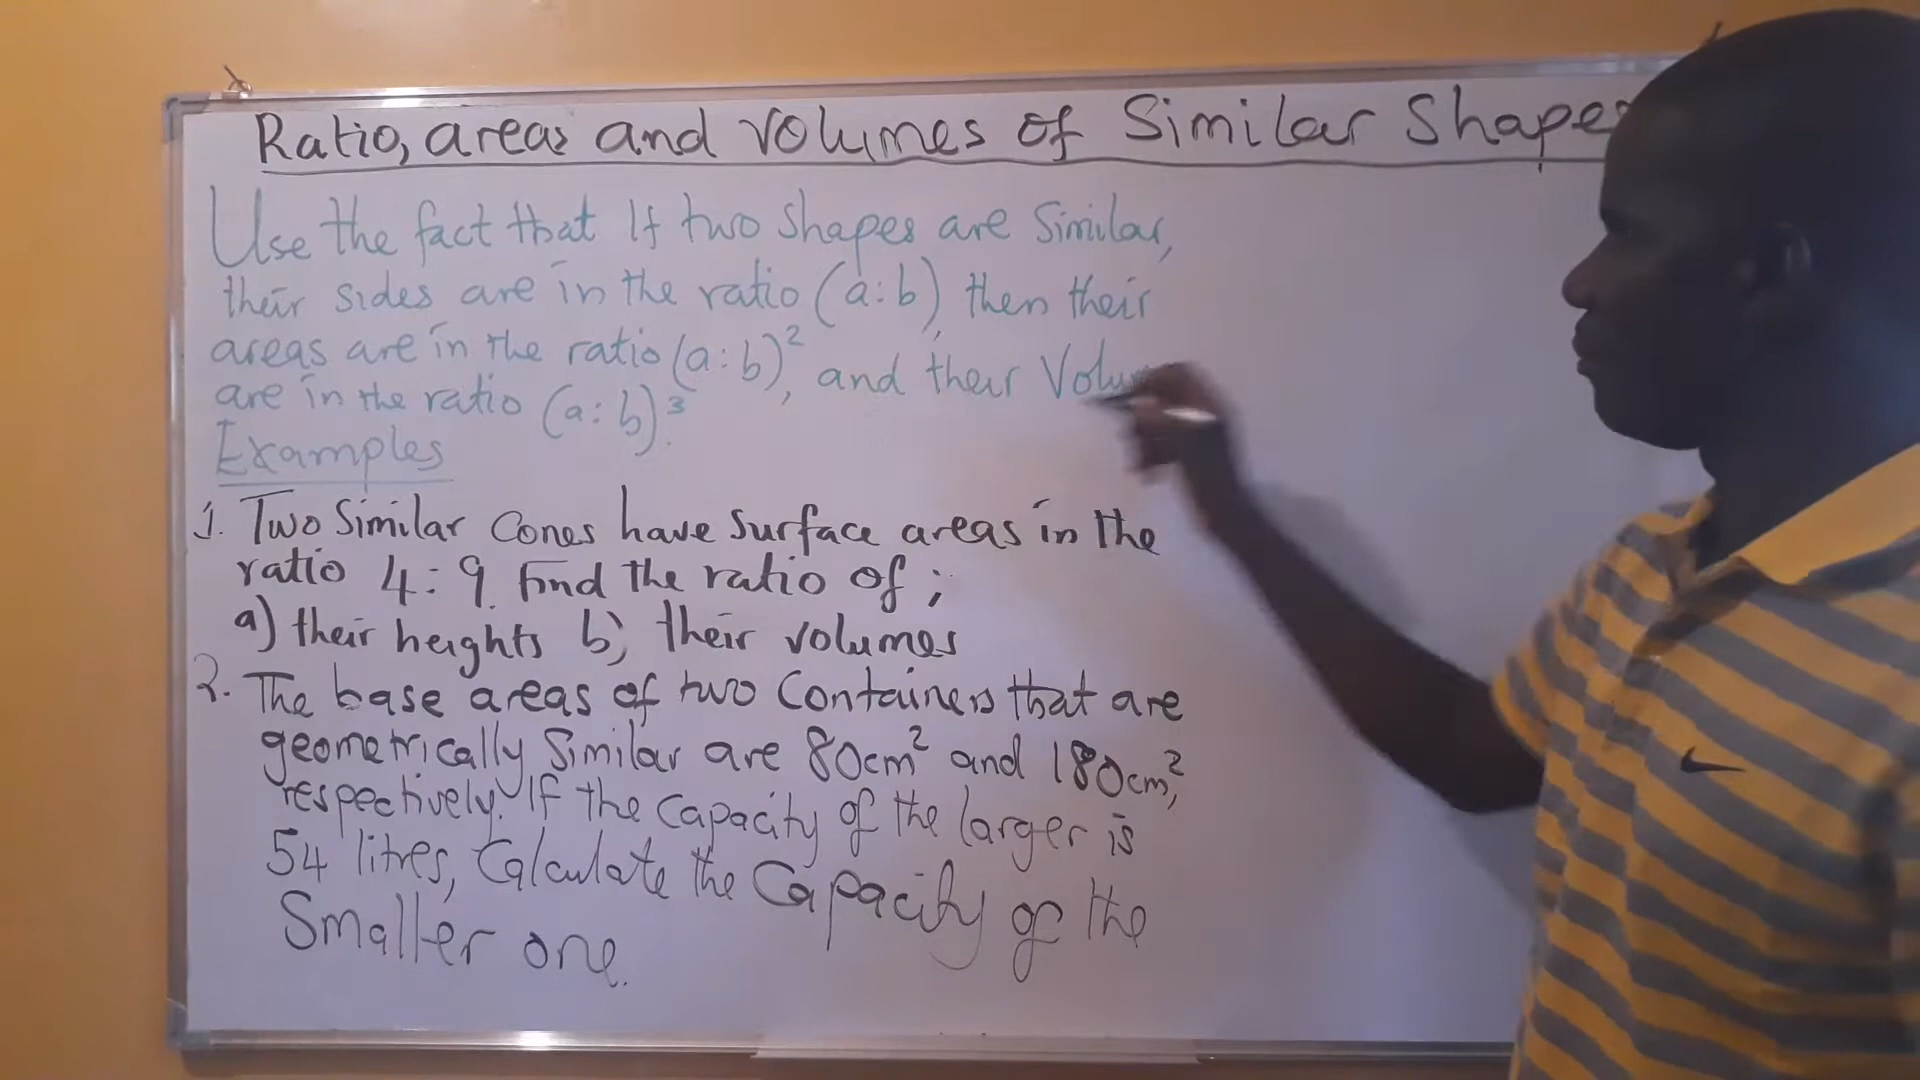 Ratio, areas and volumes of Similar Shapes
Use the fact that If two shapes are Similar,
their sides are in the ratio (a:b), then their
areas are in the ratio (a:b)², and their
are in the ratio (a:b)³.
Examples
1. Two Similar Cones have surface areas in the
ratio 4:9. Find the ratio of;
a) their heights b) their volumes
2. The base areas of two Containers that are
geometrically Similar are 80cm² and 180cm²,
respectively. If the capacity of the larger is
54 litres, Calculate the Capacity of the
Smaller one.